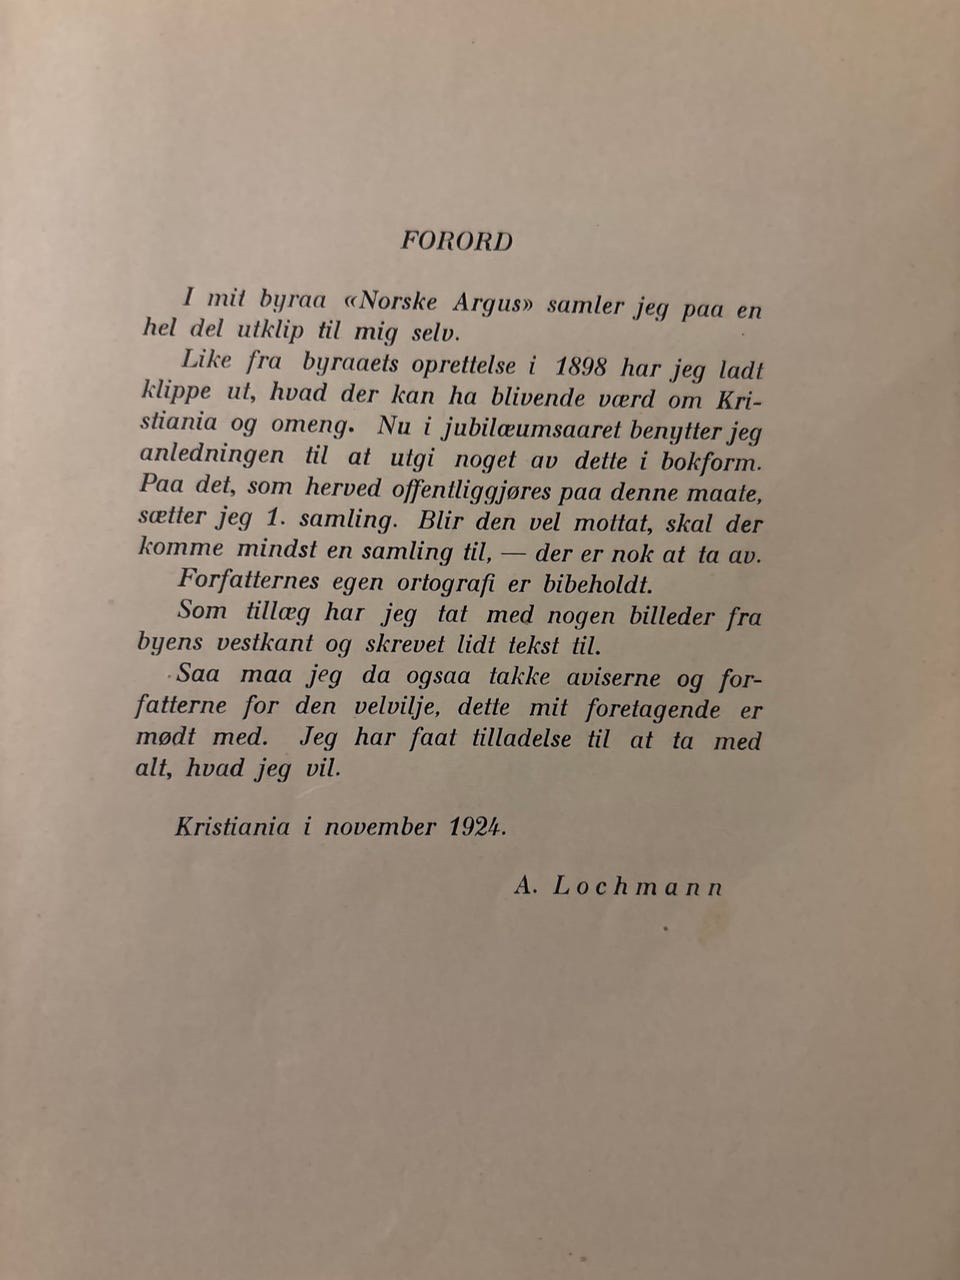 FORORD
I mit byraa «Norske Argus» samler jeg paa en
hel del utklip til mig selv.
Like fra byraaets oprettelse i 1898 har jeg ladt
klippe ut, hvad der kan ha blivende værd om Kri-
stiania og omeng. Nu i jubilæumsaaret benytter jeg
anledningen til at utgi noget av dette i bokform.
Paa det, som herved offentliggjøres paa denne maate,
sætter jeg 1. samling. Blir den vel mottat, skal der
komme mindst en samling til, — der er nok at ta av.
Forfatternes egen ortografi er bibeholdt.
Som tillæg har jeg tat med nogen billeder fra
byens vestkant og skrevet lidt tekst til.
Saa maa jeg da ogsaa takke aviserne og for-
fatterne for den velvilje, dette mit foretagende er
mødt med. Jeg har faat tilladelse til at ta med
alt, hvad jeg vil.
Kristiania i november 1924.
A. Lochmann